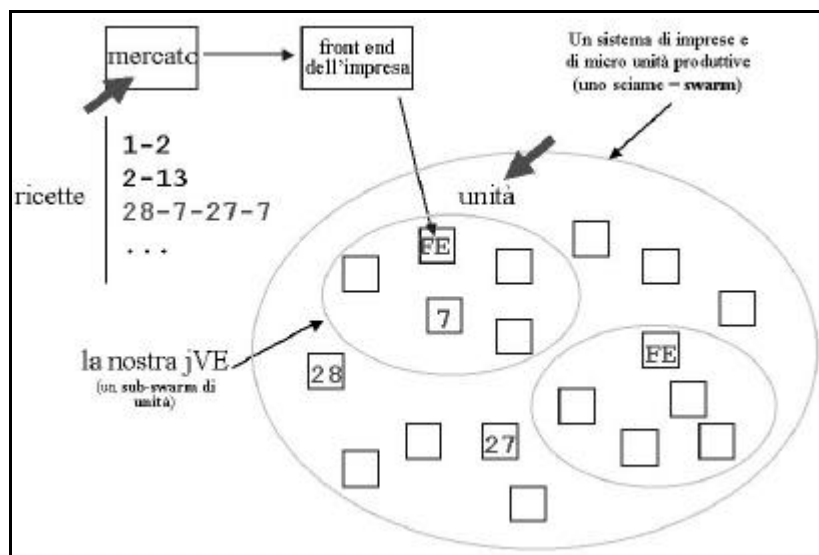 mercato
front end
dell'impresa
Un sistema di imprese e
di micro unità produttive
(uno sciame – swarm)
ricette
1-2
2-13
28-7-27-7
...
unità
FE
7
la nostra jVE
(un sub-swarm di
unità)
28
FE
27